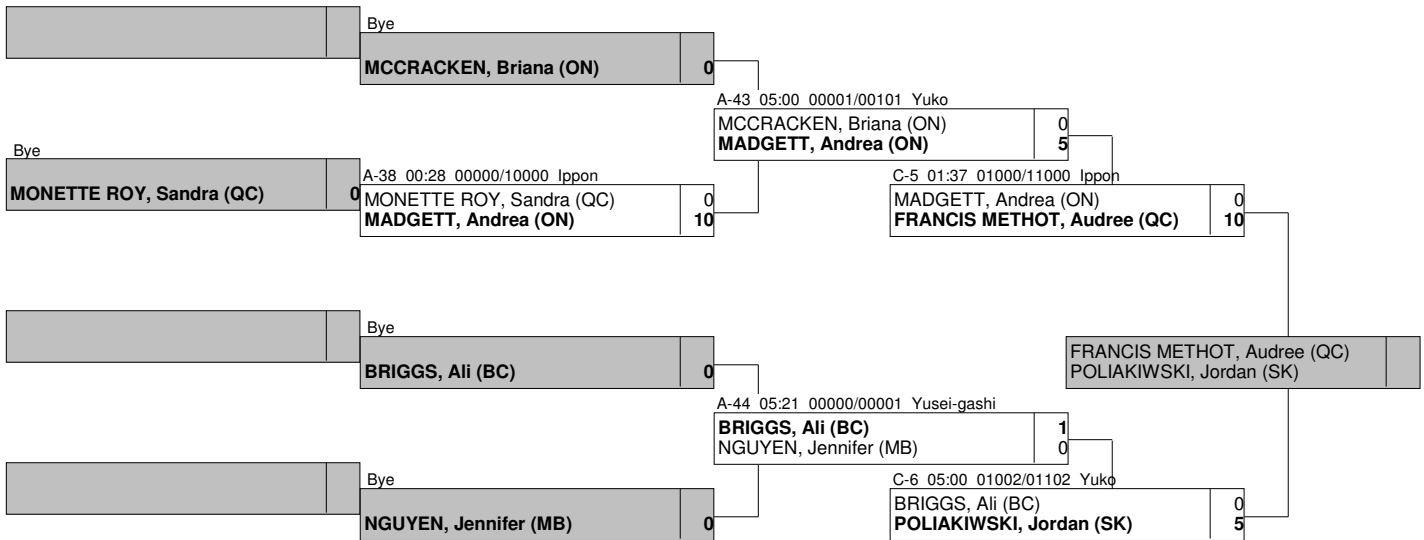 Bye
MCCRACKEN, Briana (ON) 0
A-43 05:00 00001/00101 Yuko
MCCRACKEN, Briana (ON) 0
MADGETT, Andrea (ON) 5
Bye
MONETTE ROY, Sandra (QC) 0
A-38 00:28 00000/10000 Ippon
MONETTE ROY, Sandra (QC) 0
MADGETT, Andrea (ON) 10
C-5 01:37 01000/11000 Ippon
MADGETT, Andrea (ON) 0
FRANCIS METHOT, Audree (QC) 10
Bye
BRIGGS, Ali (BC) 0
FRANCIS METHOT, Audree (QC)
POLIAKIWSKI, Jordan (SK)
A-44 05:21 00000/00001 Yusei-gashi
BRIGGS, Ali (BC) 1
NGUYEN, Jennifer (MB) 0
Bye
NGUYEN, Jennifer (MB) 0
C-6 05:00 01002/01102 Yuko
BRIGGS, Ali (BC) 0
POLIAKIWSKI, Jordan (SK) 5